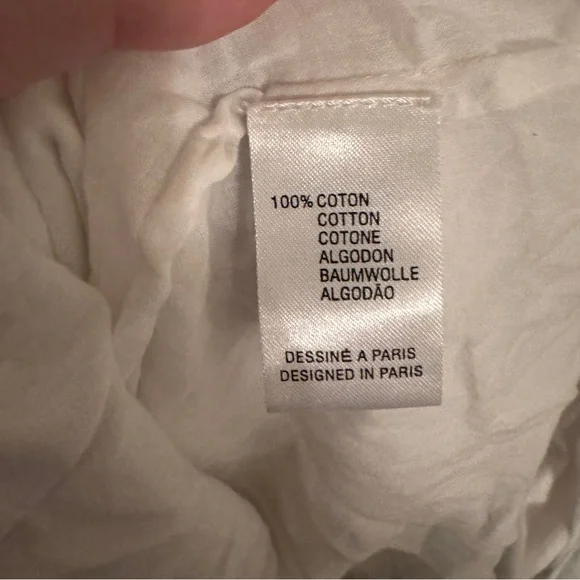 100% COTON
COTTON
COTONE
ALGODON
BAUMWOLLE
ALGODÃO
DESSINÉ A PARIS
DESIGNED IN PARIS